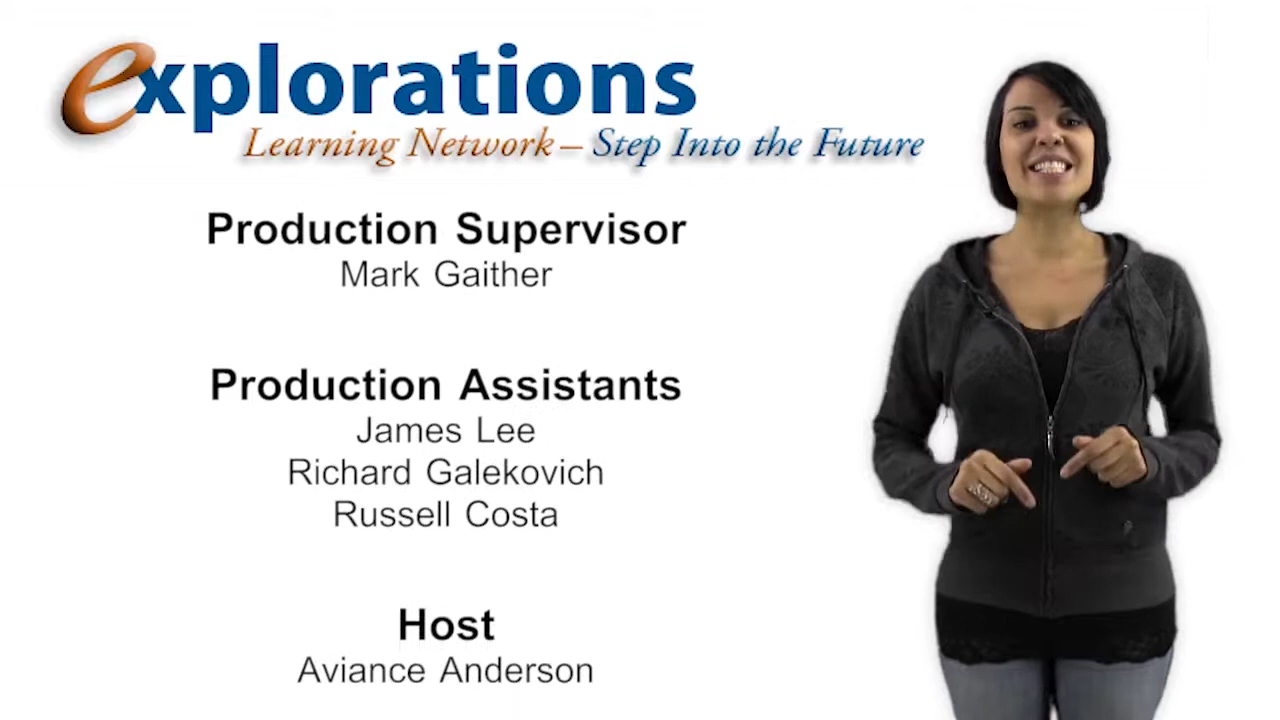 explorations
Learning Network – Step Into the Future
Production Supervisor
Mark Gaither
Production Assistants
James Lee
Richard Galekovich
Russell Costa
Host
Aviance Anderson